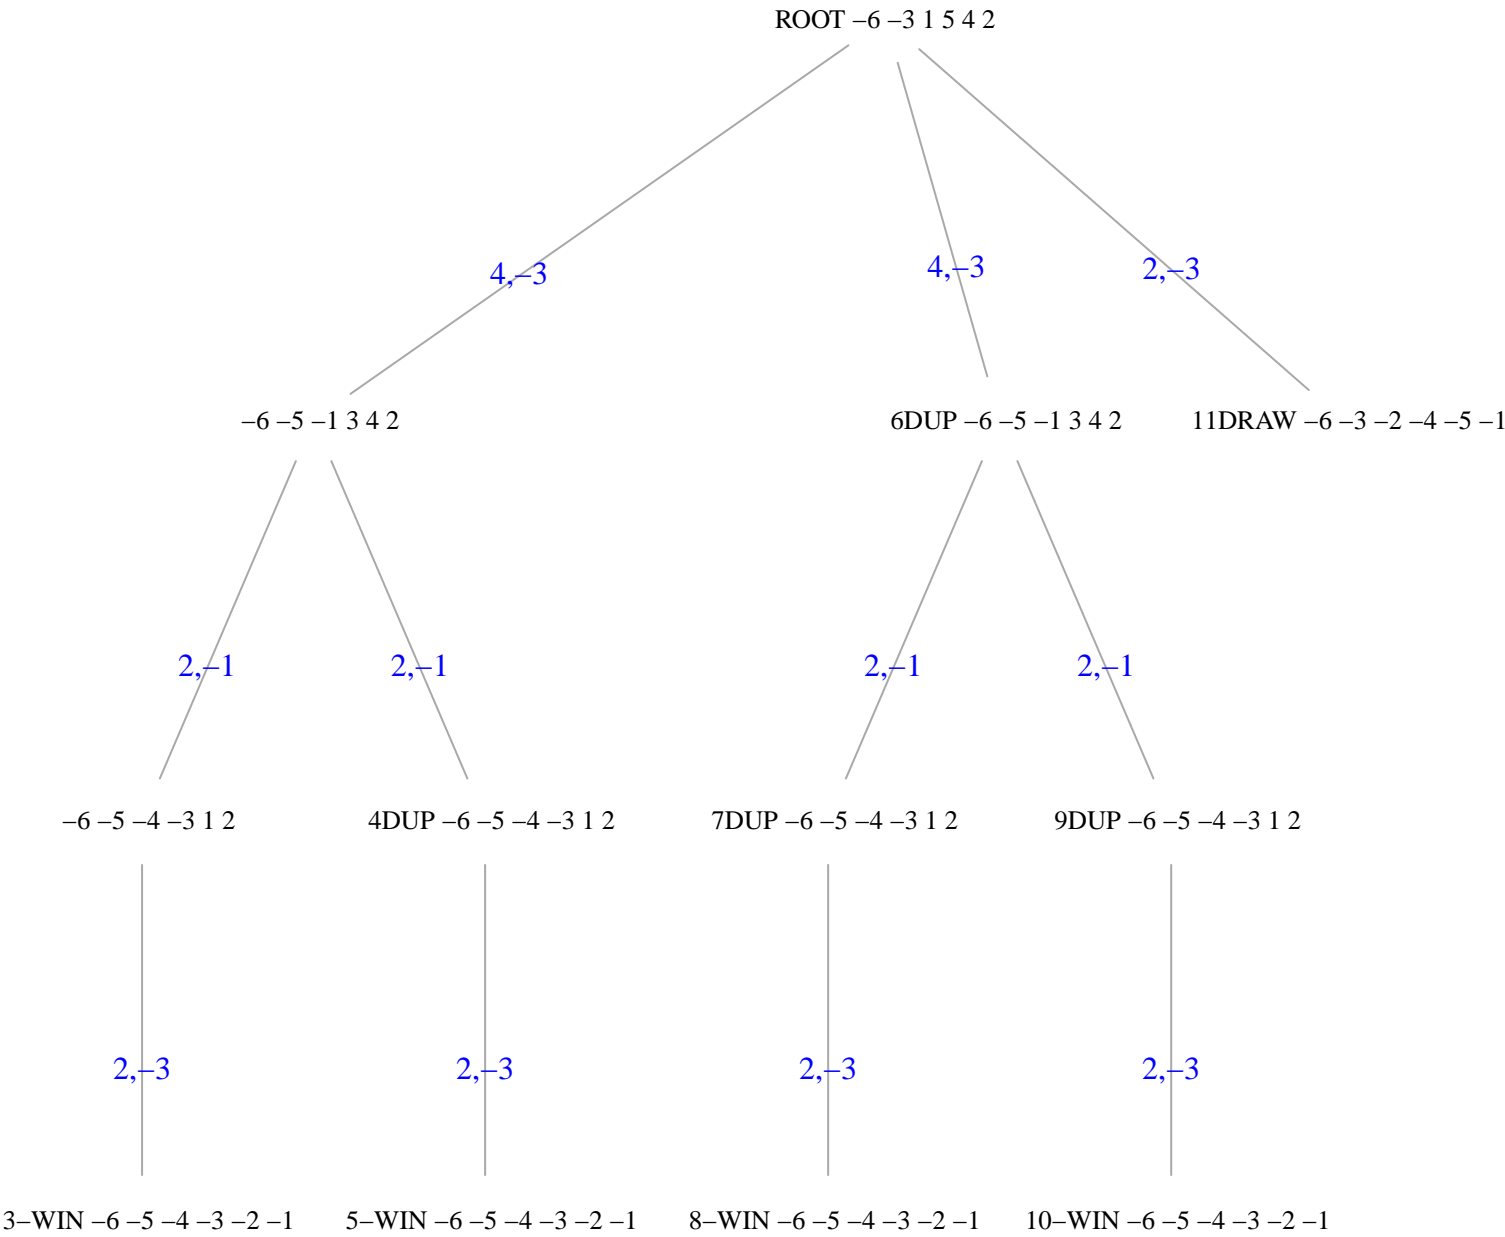 ROOT –6 –3 1 5 4 2
4,–3
4,–3
2,–3
–6 –5 –1 3 4 2
6DUP –6 –5 –1 3 4 2
11DRAW –6 –3 –2 –4 –5 –1
2,–1
2,–1
2,–1
2,–1
–6 –5 –4 –3 1 2
4DUP –6 –5 –4 –3 1 2
7DUP –6 –5 –4 –3 1 2
9DUP –6 –5 –4 –3 1 2
2,–3
2,–3
2,–3
2,–3
3–WIN –6 –5 –4 –3 –2 –1
5–WIN –6 –5 –4 –3 –2 –1
8–WIN –6 –5 –4 –3 –2 –1
10–WIN –6 –5 –4 –3 –2 –1